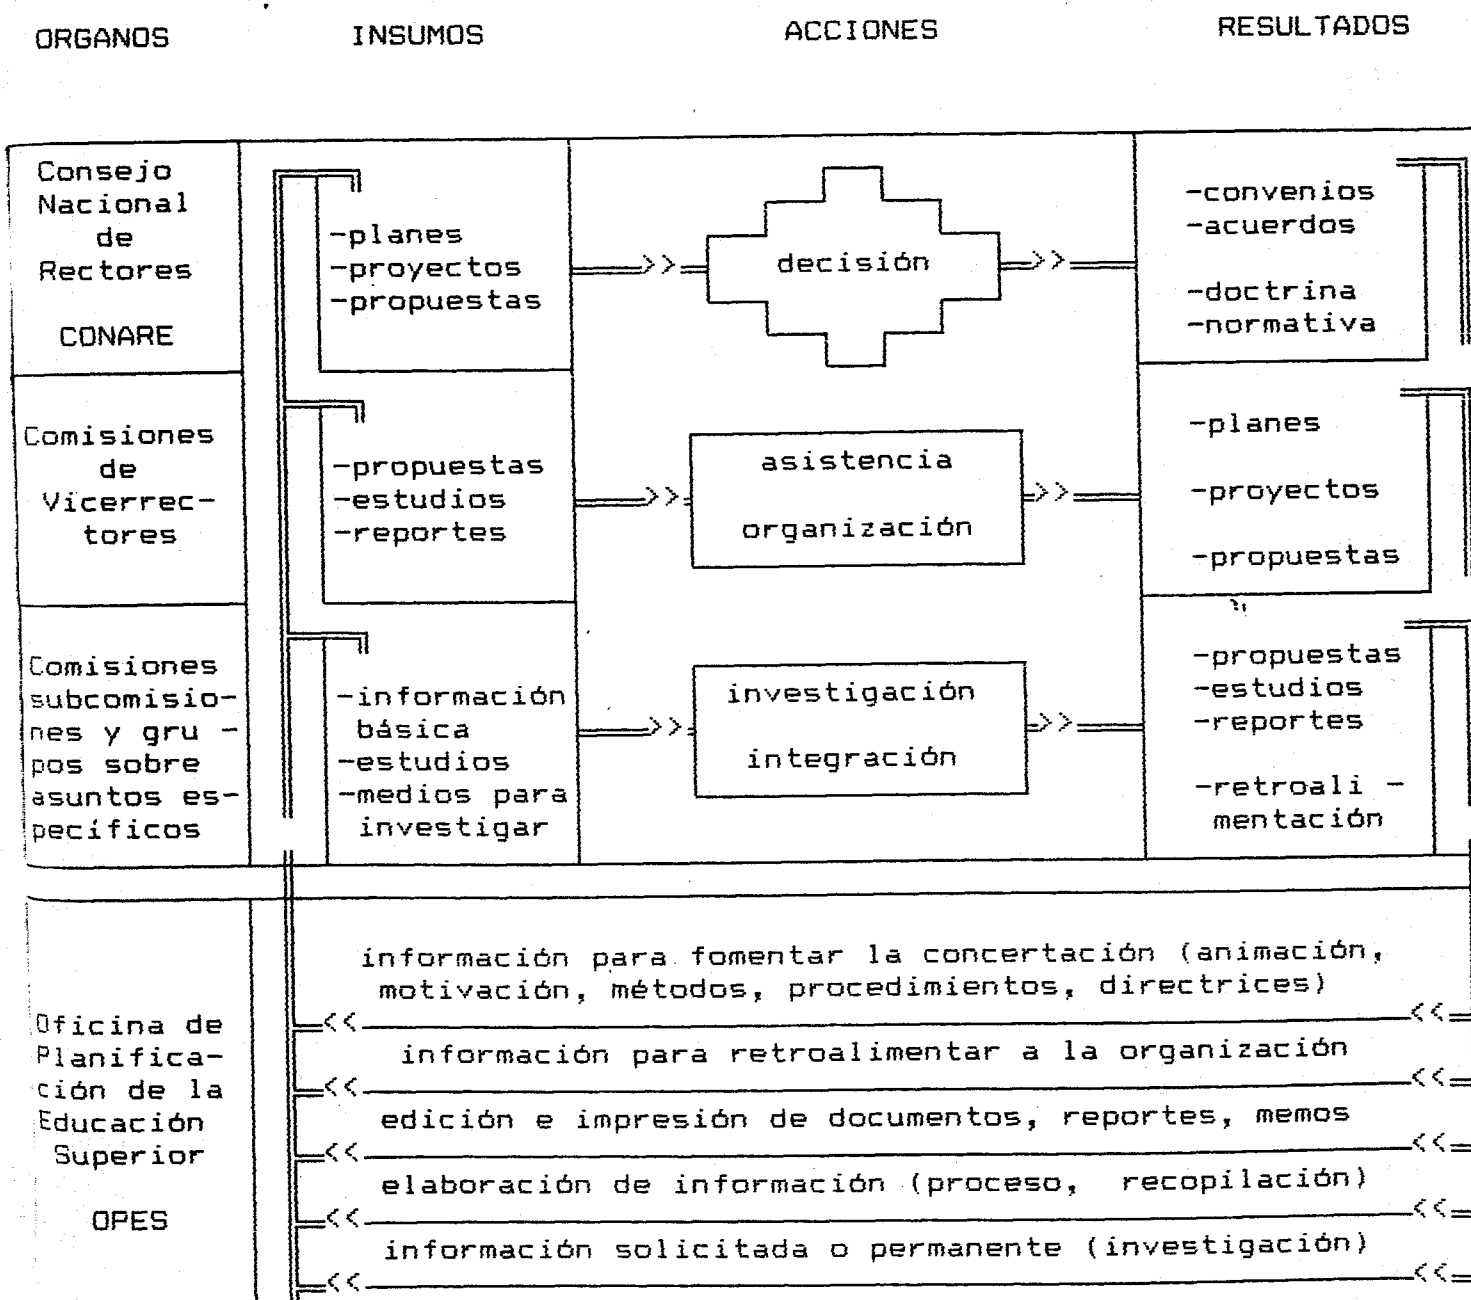 ORGANOS INSUMOS ACCIONES RESULTADOS
Consejo
Nacional
de
Rectores
CONARE
-planes
-proyectos
-propuestas
>>
decisión
>>
-convenios
-acuerdos
-doctrina
-normativa
Comisiones
de
Vicerrec-
tores
-propuestas
-estudios
-reportes
>>
asistencia
organización
>>
-planes
-proyectos
-propuestas
Comisiones
subcomisio-
nes y gru -
pos sobre
asuntos es-
pecíficos
-información
básica
-estudios
-medios para
investigar
>>
investigación
integración
>>
-propuestas
-estudios
-reportes
-retroali -
mentación
Oficina de
Planifica-
ción de la
Educación
Superior
OPES
información para fomentar la concertación (animación,
motivación, métodos, procedimientos, directrices)
<< <<
información para retroalimentar a la organización
<< <<
edición e impresión de documentos, reportes, memos
<< <<
elaboración de información (proceso, recopilación)
<< <<
información solicitada o permanente (investigación)
<< <<